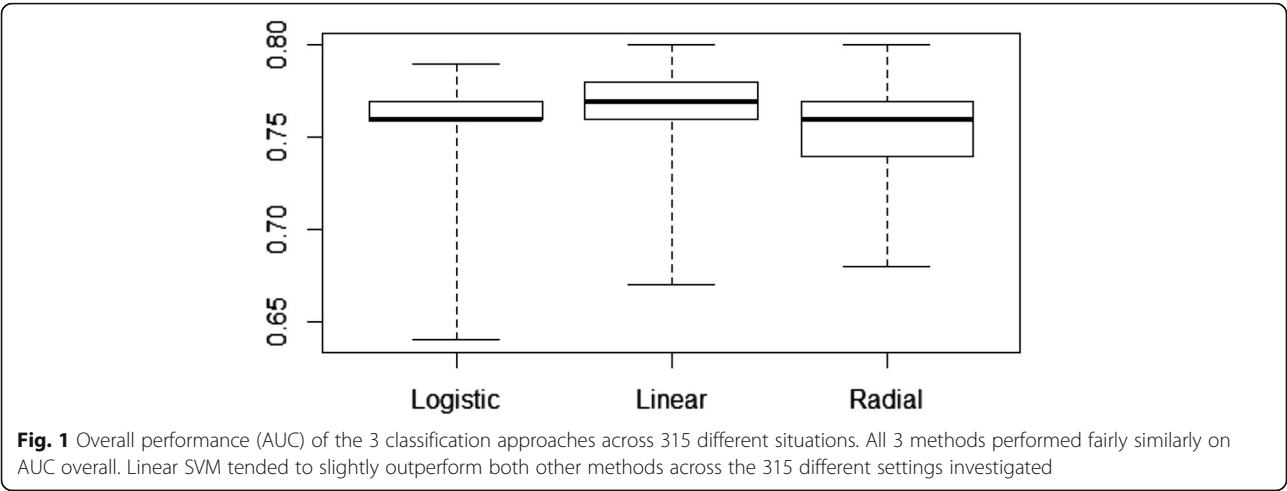 0.80
0.75
0.70
0.65
Logistic Linear Radial
Fig. 1 Overall performance (AUC) of the 3 classification approaches across 315 different situations. All 3 methods performed fairly similarly on
AUC overall. Linear SVM tended to slightly outperform both other methods across the 315 different settings investigated